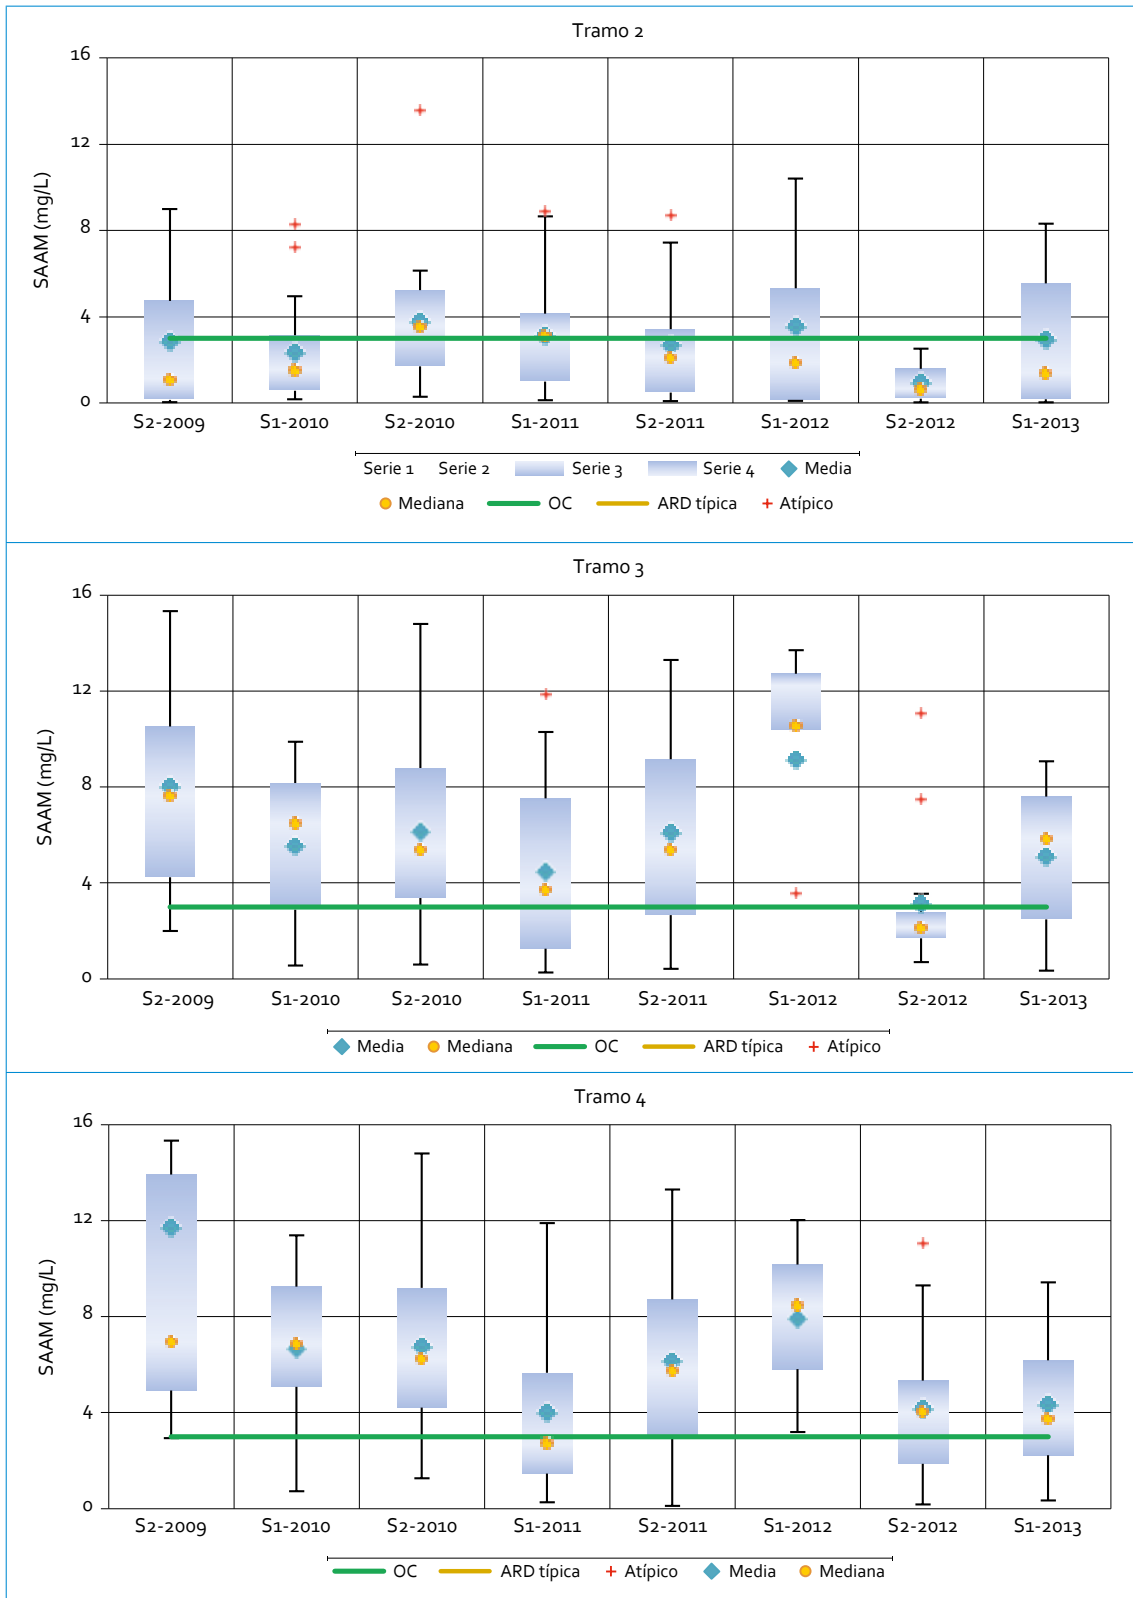 Tramo 2
16
12
8
4
0
SAAM (mg/L)
S2-2009 S1-2010 S2-2010 S1-2011 S2-2011 S1-2012 S2-2012 S1-2013
Serie 1 Serie 2 Serie 3 Serie 4 Media
Mediana OC ARD típica Atípico
Tramo 3
16
12
8
4
0
SAAM (mg/L)
S2-2009 S1-2010 S2-2010 S1-2011 S2-2011 S1-2012 S2-2012 S1-2013
Media Mediana OC ARD típica Atípico
Tramo 4
16
12
8
4
0
SAAM (mg/L)
S2-2009 S1-2010 S2-2010 S1-2011 S2-2011 S1-2012 S2-2012 S1-2013
OC ARD típica Atípico Media Mediana